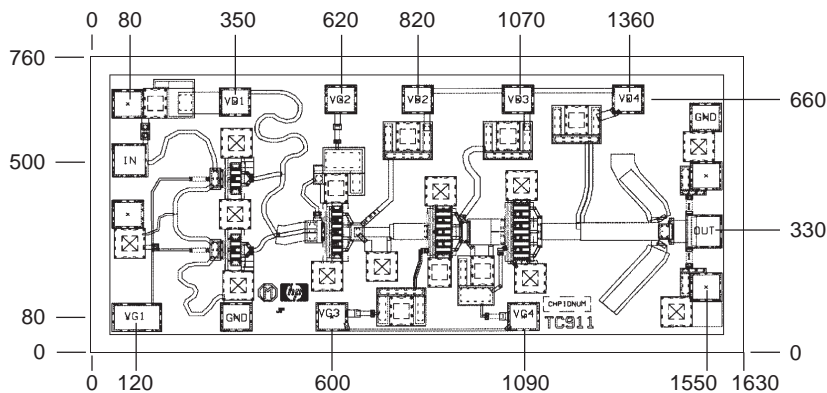 0 80 350 620 820 1070 1360
760
VD1 VG2 VD2 VD3 VD4
660
GND
IN
500
OUT
330
hp
CHPIDNUM
VG1 GND VG3 VG4
TC911
80
0 0
0 120 600 1090 1550 1630